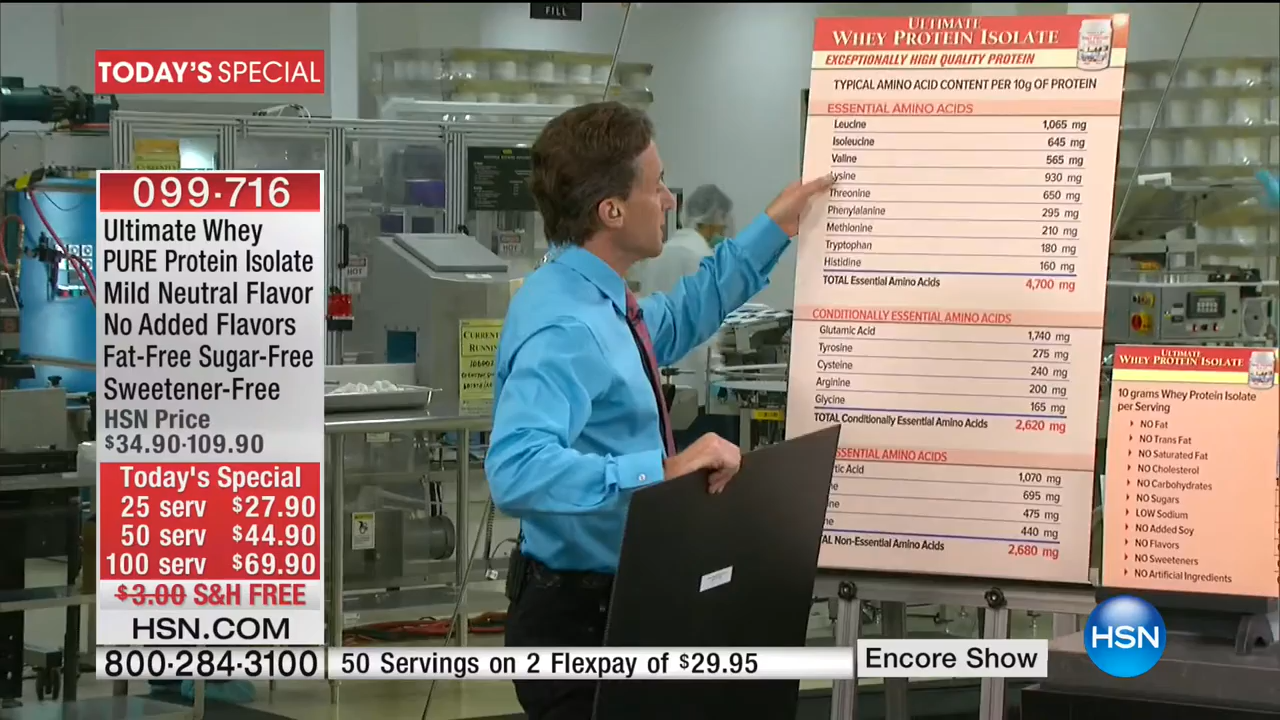 FILL
TODAY'S SPECIAL
099-716
Ultimate Whey
PURE Protein Isolate
Mild Neutral Flavor
No Added Flavors
Fat-Free Sugar-Free
Sweetener-Free
HSN Price
$34.90-109.90
Today's Special
25 serv $27.90
50 serv $44.90
100 serv $69.90
$3.00 S&H FREE
HSN.COM
800-284-3100
50 Servings on 2 Flexpay of $29.95
Encore Show
HSN
ULTIMATE
WHEY PROTEIN ISOLATE
EXCEPTIONALLY HIGH QUALITY PROTEIN
TYPICAL AMINO ACID CONTENT PER 10g OF PROTEIN
ESSENTIAL AMINO ACIDS
Leucine 1,065 mg
Isoleucine 645 mg
Valine 565 mg
Lysine 930 mg
Threonine 650 mg
Phenylalanine 295 mg
Methionine 210 mg
Tryptophan 180 mg
Histidine 160 mg
TOTAL Essential Amino Acids 4,700 mg
CONDITIONALLY ESSENTIAL AMINO ACIDS
Glutamic Acid 1,740 mg
Tyrosine 275 mg
Cysteine 240 mg
Arginine 200 mg
Glycine 165 mg
TOTAL Conditionally Essential Amino Acids 2,620 mg
SSENTIAL AMINO ACIDS
tic Acid 1,070 mg
ne 695 mg
ine 475 mg
ne 440 mg
TAL Non-Essential Amino Acids 2,680 mg
ULTIMATE
WHEY PROTEIN ISOLATE
10 grams Whey Protein Isolate
per Serving
NO Fat
NO Trans Fat
NO Saturated Fat
NO Cholesterol
NO Carbohydrates
NO Sugars
LOW Sodium
NO Added Soy
NO Flavors
NO Sweeteners
NO Artificial Ingredients